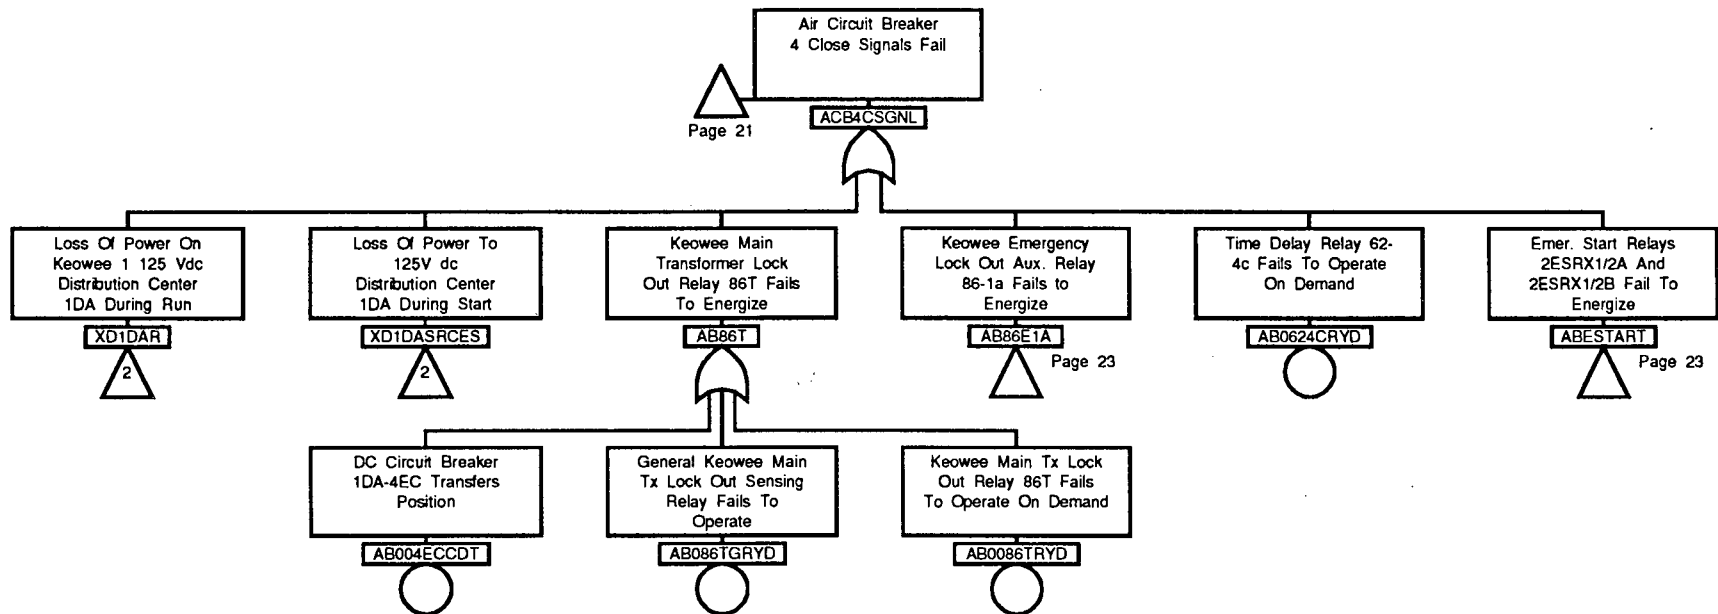 Air Circuit Breaker
4 Close Signals Fail
Page 21
ACB4CSGNL
Loss Of Power On
Keowee 1 125 Vdc
Distribution Center
1DA During Run
XD1DAR
2
Loss Of Power To
125V dc
Distribution Center
1DA During Start
XD1DASRCES
2
Keowee Main
Transformer Lock
Out Relay 86T Fails
To Energize
AB86T
Keowee Emergency
Lock Out Aux. Relay
86-1a Fails to
Energize
AB86E1A
Page 23
Time Delay Relay 62-
4c Fails To Operate
On Demand
AB0624CRYD
Emer. Start Relays
2ESRX1/2A And
2ESRX1/2B Fail To
Energize
ABESTART
Page 23
DC Circuit Breaker
1DA-4EC Transfers
Position
AB004ECCDT
General Keowee Main
Tx Lock Out Sensing
Relay Fails To
Operate
AB086TGRYD
Keowee Main Tx Lock
Out Relay 86T Fails
To Operate On Demand
AB0086TRYD